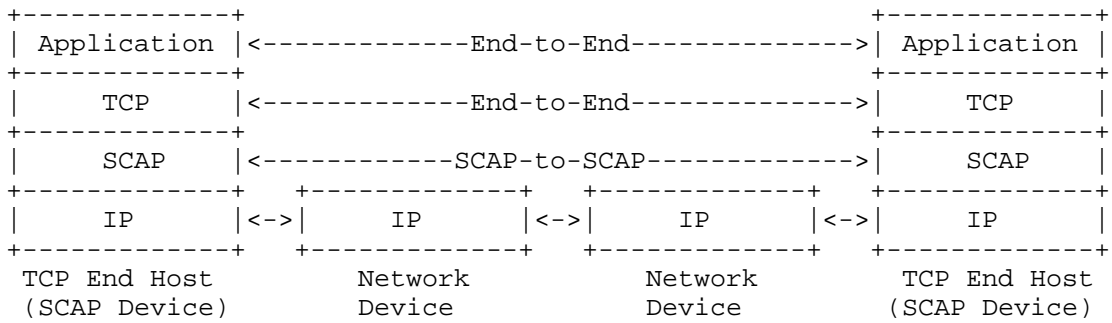 +-------------+                                       +-------------+
| Application |<-------------End-to-End-------------->| Application |
+-------------+                                       +-------------+
|     TCP     |<-------------End-to-End-------------->|     TCP     |
+-------------+                                       +-------------+
|     SCAP    |<------------SCAP-to-SCAP------------->|     SCAP    |
+-------------+   +-------------+   +-------------+   +-------------+
|     IP      |<->|     IP      |<->|     IP      |<->|     IP      |
+-------------+   +-------------+   +-------------+   +-------------+
 TCP End Host         Network           Network         TCP End Host
 (SCAP Device)        Device            Device         (SCAP Device)